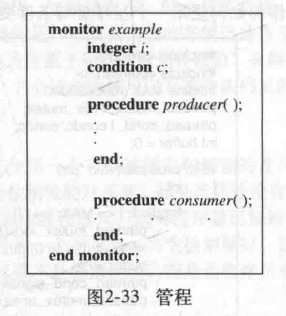 monitor example
integer i;
condition c;
procedure producer( );
.
.
.
end;
procedure consumer( );
. .
end;
end monitor;
图2-33 管程